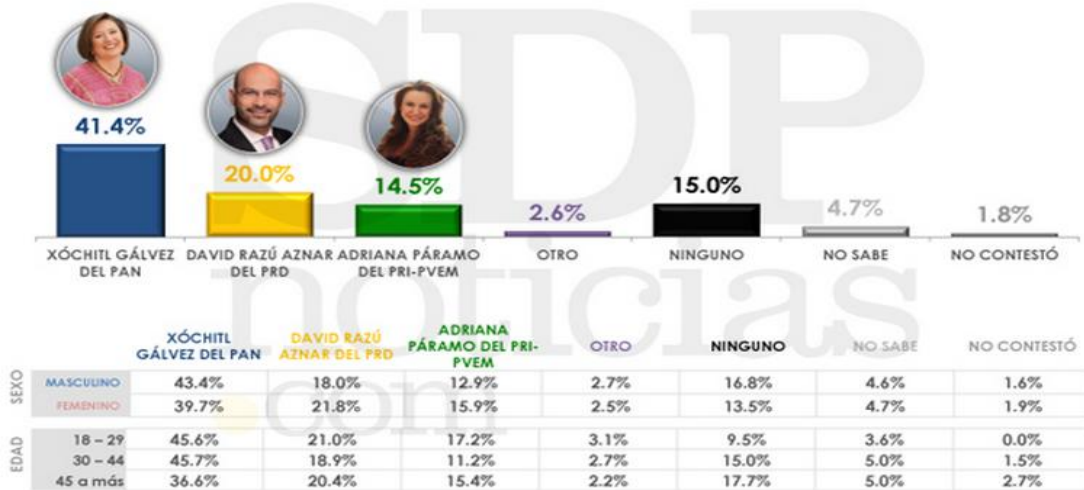 SDP
noticias
.com
41.4%
20.0%
14.5%
2.6%
15.0%
4.7%
1.8%
XÓCHITL GÁLVEZ DAVID RAZÚ AZNAR ADRIANA PÁRAMO OTRO NINGUNO NO SABE NO CONTESTÓ
DEL PAN DEL PRD DEL PRI-PVEM
XÓCHITL GÁLVEZ DEL PAN
DAVID RAZÚ AZNAR DEL PRD
ADRIANA PÁRAMO DEL PRI-PVEM
OTRO
NINGUNO
NO SABE
NO CONTESTÓ
SEXO
MASCULINO 43.4% 18.0% 12.9% 2.7% 16.8% 4.6% 1.6%
FEMENINO 39.7% 21.8% 15.9% 2.5% 13.5% 4.7% 1.9%
EDAD
18 – 29 45.6% 21.0% 17.2% 3.1% 9.5% 3.6% 0.0%
30 – 44 45.7% 18.9% 11.2% 2.7% 15.0% 5.0% 1.5%
45 a más 36.6% 20.4% 15.4% 2.2% 17.7% 5.0% 2.7%